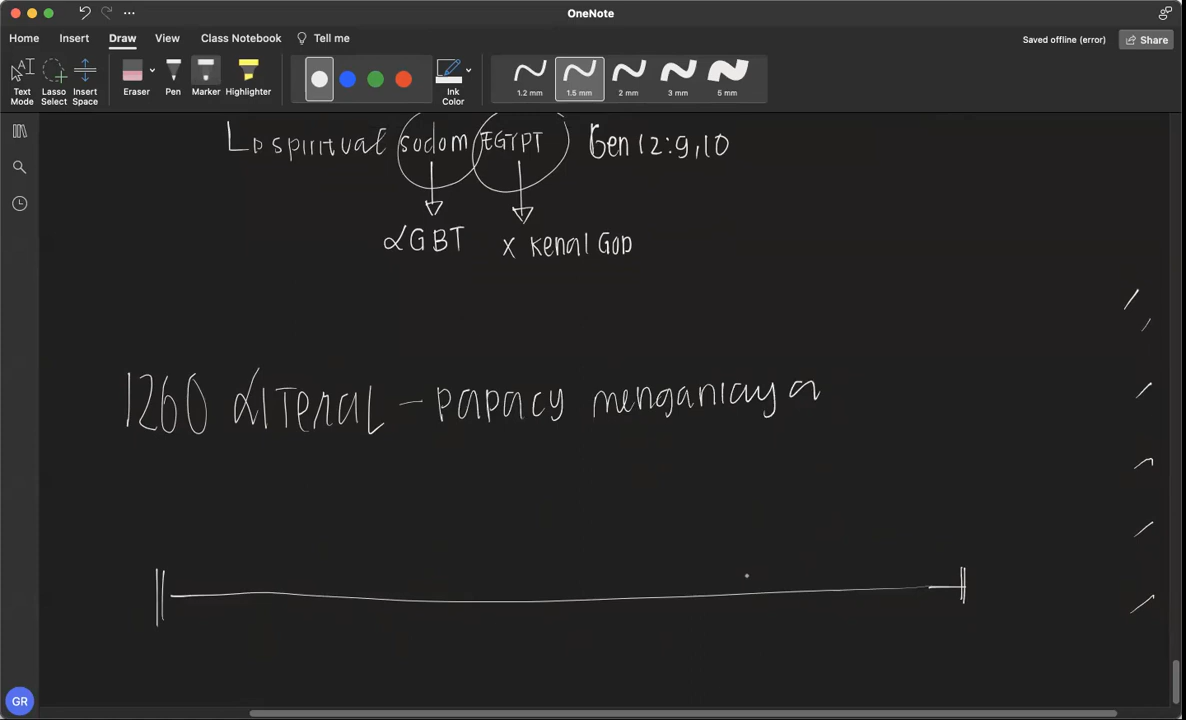 OneNote
Home Insert Draw View Class Notebook Tell me
Saved offline (error) Share
Text Mode
Lasso Select
Insert Space
Eraser
Pen
Marker
Highlighter
Ink Color
1.2 mm 1.5 mm 2 mm 3 mm 5 mm
Lp spiritual sodom EGYPT Gen 12:9,10
LGBT x kenal GOD
1260 LITERAL - papacy menganiaya
GR